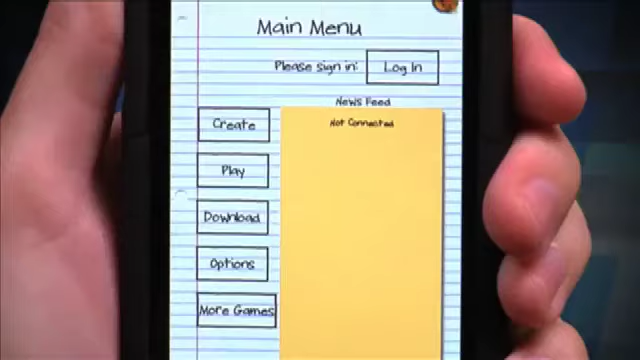 Main Menu
Please sign in:
Log In
News Feed
Not Connected
Create
Play
Download
Options
More Games